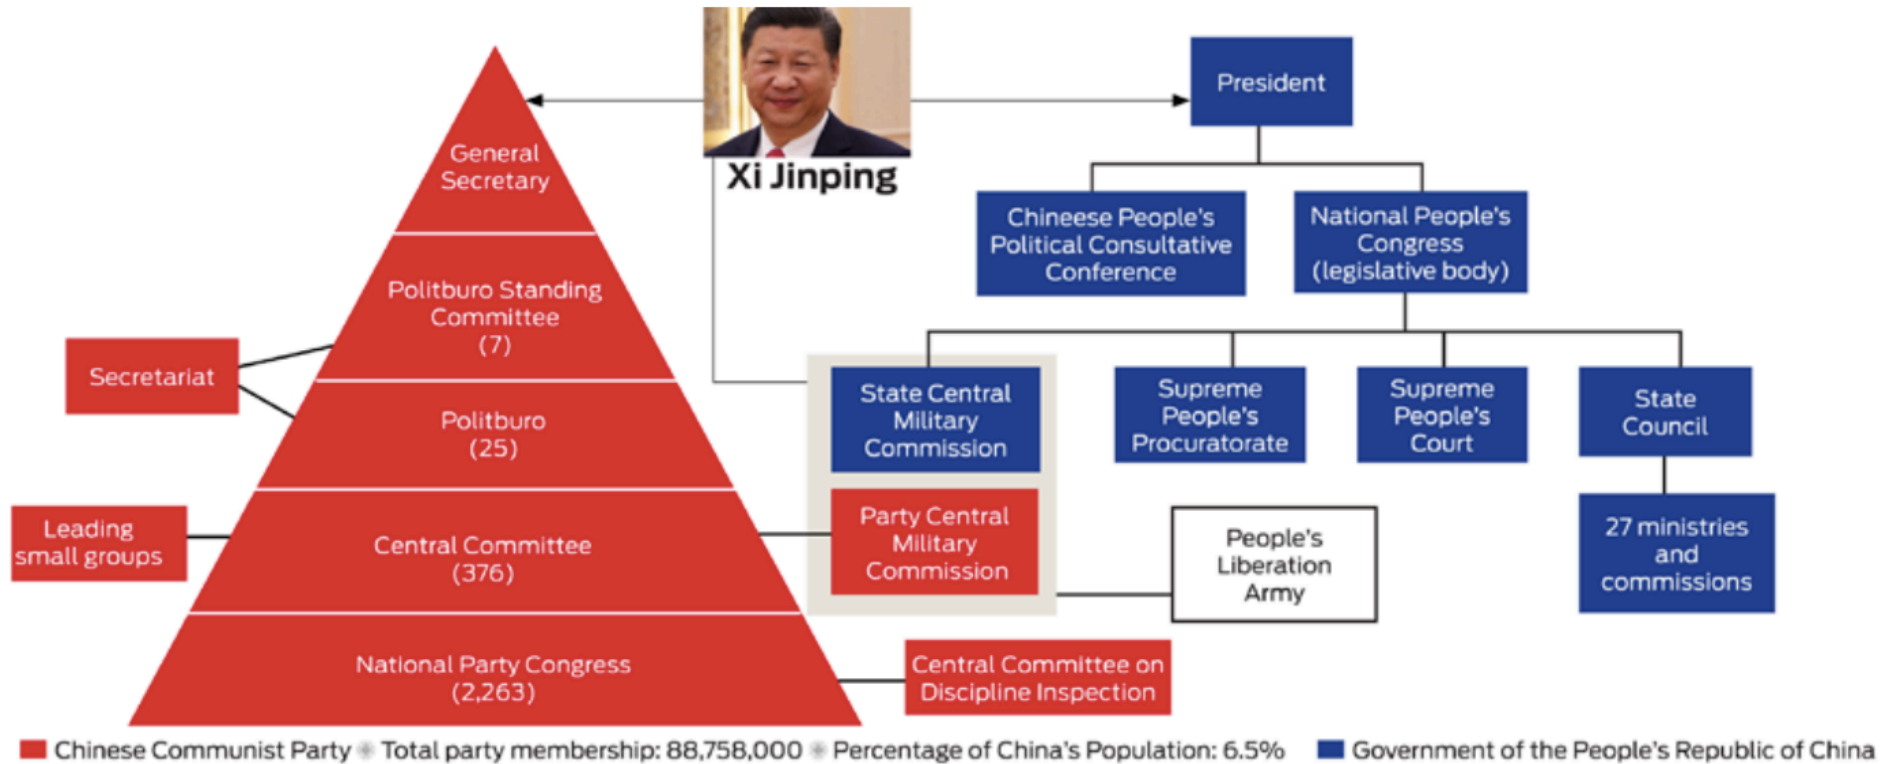 General
Secretary
Politburo Standing
Committee
(7)
Politburo
(25)
Central Committee
(376)
National Party Congress
(2,263)
Secretariat
Leading
small groups
Xi Jinping
President
Chineese People's
Political Consultative
Conference
National People's
Congress
(legislative body)
State Central
Military
Commission
Party Central
Military
Commission
Supreme
People's
Procuratorate
Supreme
People's
Court
State
Council
27 ministries
and
commissions
People's
Liberation
Army
Central Committee on
Discipline Inspection
Chinese Communist Party Total party membership: 88,758,000 Percentage of China's Population: 6.5% Government of the People's Republic of China